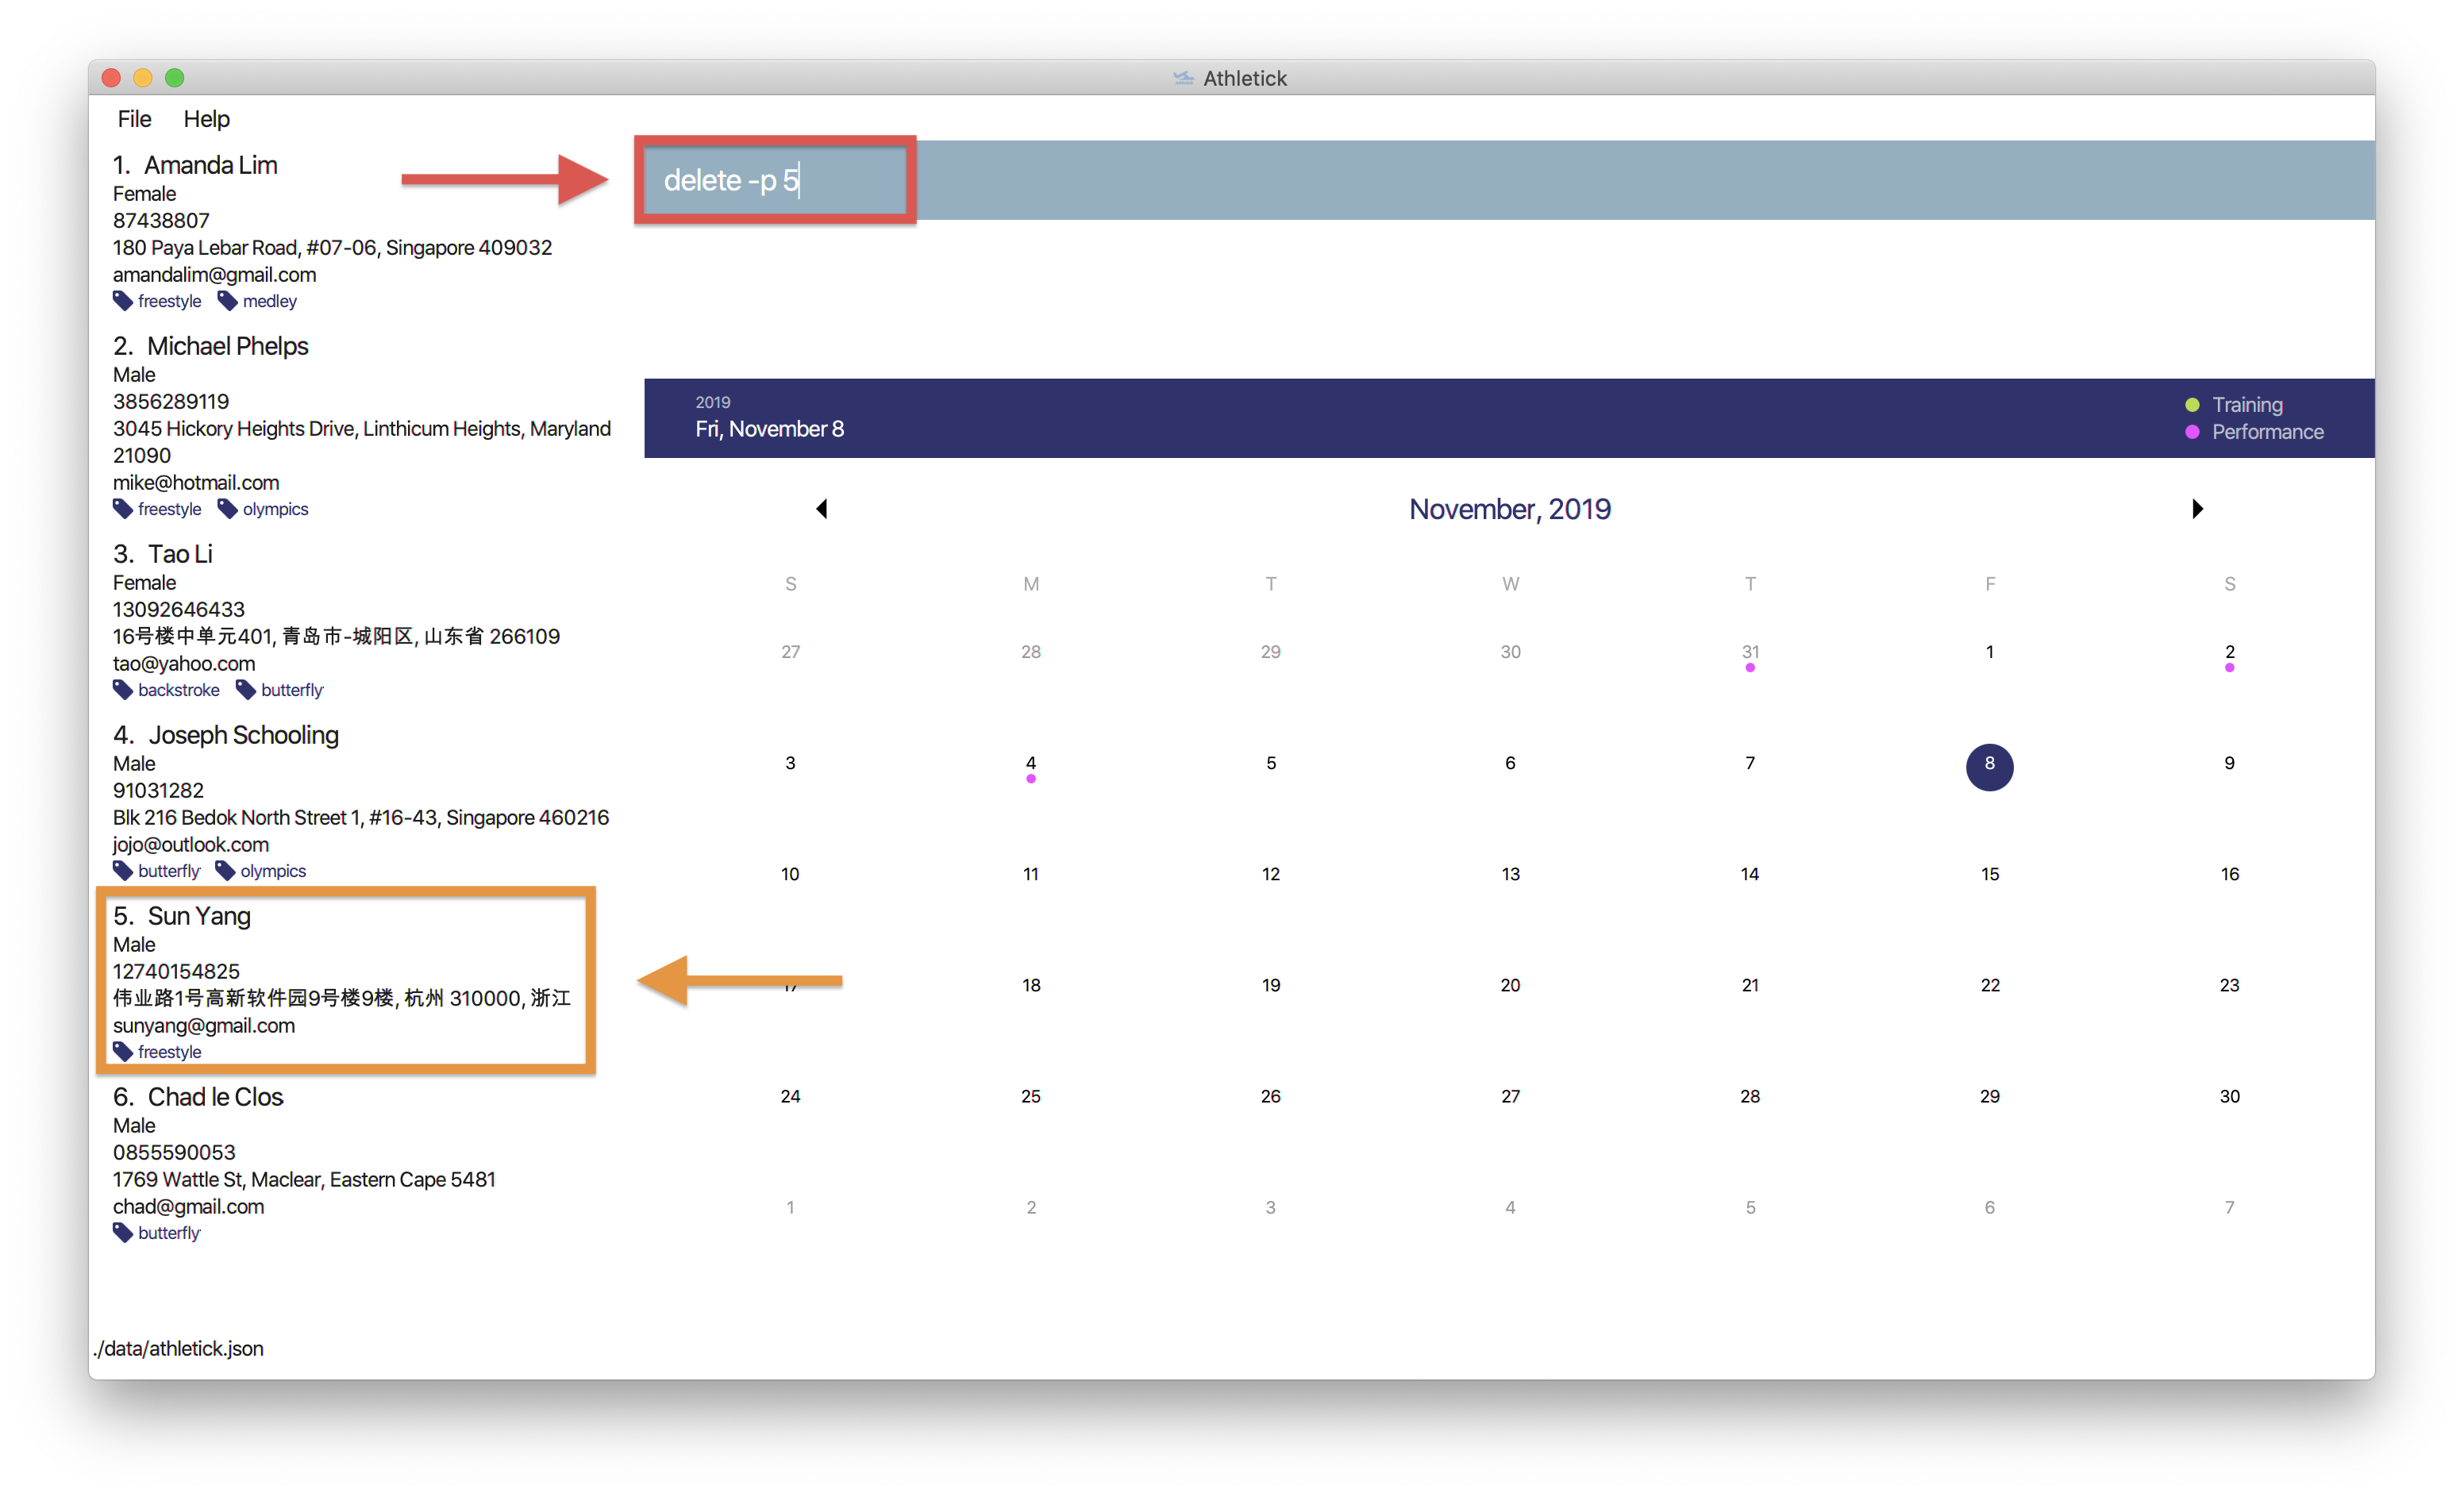 Athletick
File Help
1. Amanda Lim
Female
87438807
180 Paya Lebar Road, #07-06, Singapore 409032
amandalim@gmail.com
freestyle medley
2. Michael Phelps
Male
3856289119
3045 Hickory Heights Drive, Linthicum Heights, Maryland
21090
mike@hotmail.com
freestyle olympics
3. Tao Li
Female
13092646433
16号楼中单元401, 青岛市-城阳区, 山东省 266109
tao@yahoo.com
backstroke butterfly
4. Joseph Schooling
Male
91031282
Blk 216 Bedok North Street 1, #16-43, Singapore 460216
jojo@outlook.com
butterfly olympics
5. Sun Yang
Male
12740154825
伟业路1号高新软件园9号楼9楼, 杭州 310000, 浙江
sunyang@gmail.com
freestyle
6. Chad le Clos
Male
0855590053
1769 Wattle St, Maclear, Eastern Cape 5481
chad@gmail.com
butterfly
./data/athletick.json
delete -p 5
2019
Fri, November 8
Training
Performance
November, 2019
S M T W T F S
27 28 29 30 31 1 2
3 4 5 6 7 8 9
10 11 12 13 14 15 16
17 18 19 20 21 22 23
24 25 26 27 28 29 30
1 2 3 4 5 6 7